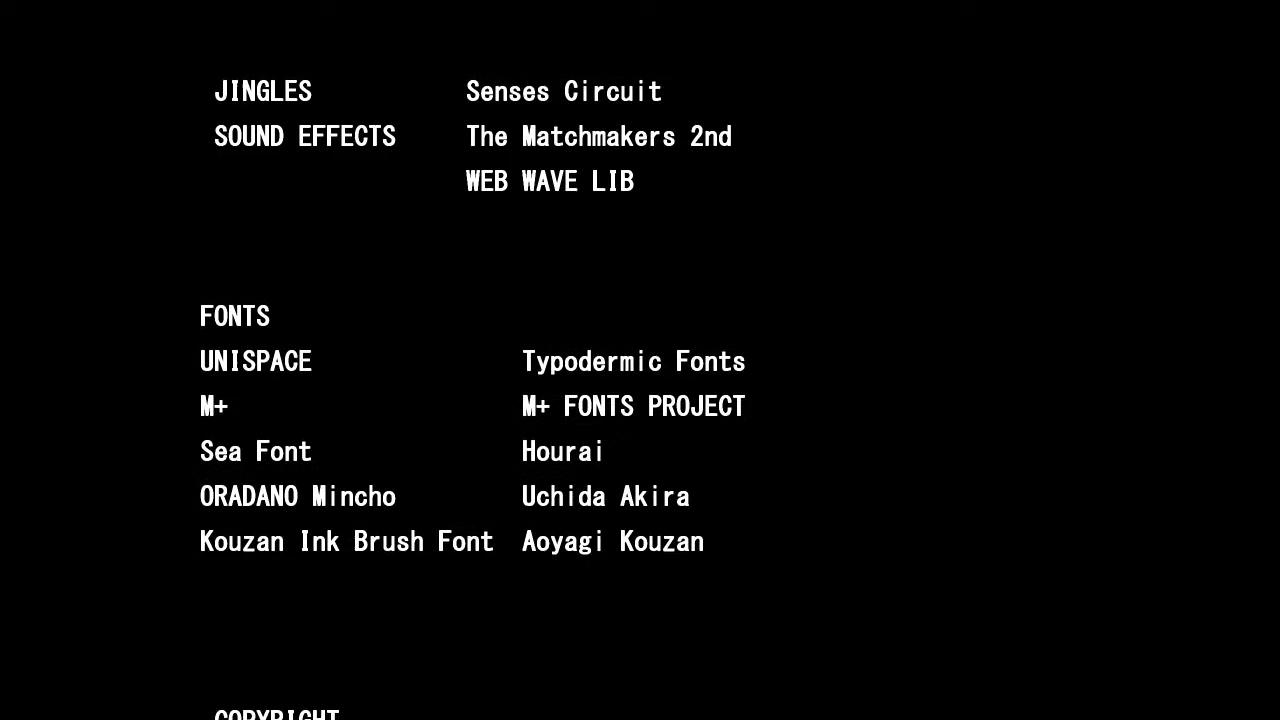 JINGLES Senses Circuit
SOUND EFFECTS The Matchmakers 2nd
WEB WAVE LIB
FONTS
UNISPACE Typodermic Fonts
M+ M+ FONTS PROJECT
Sea Font Hourai
ORADANO Mincho Uchida Akira
Kouzan Ink Brush Font Aoyagi Kouzan
COPYRIGHT